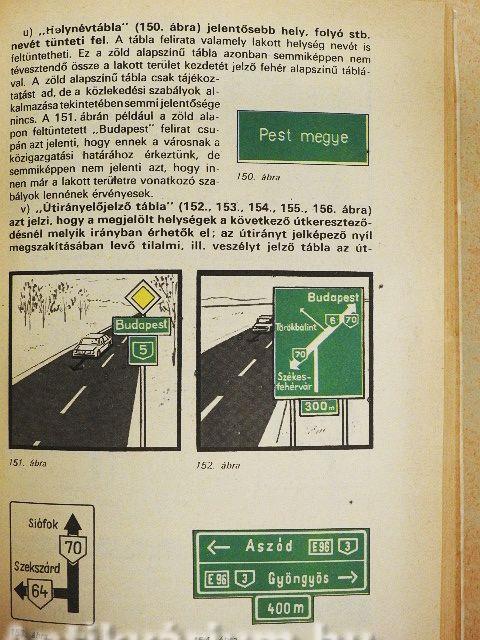 u) „Helynévtábla" (150. ábra) jelentősebb hely. folyó stb.
nevét tünteti fel. A tábla felirata valamely lakott helység nevét is
feltüntetheti. Ez a zöld alapszínű tábla azonban semmiképpen nem
tévesztendő össze a lakott terület kezdetét jelző fehér alapszínű táblá-
val. A zöld alapszínű tábla csak tájékoz-
tatást ad, de a közlekedési szabályok al-
kalmazása tekintetében semmi jelentősége
nincs. A 151. ábrán például a zöld ala-
pon feltüntetett „Budapest" felirat csu-
pán azt jelenti, hogy ennek a városnak a
közigazgatási határához érkeztünk, de
semmiképpen nem jelenti azt, hogy in-
nen már a lakott területre vonatkozó sza-
bályok lennének érvényesek.
Pest megye
150. ábra
v) „Útirányelőjelző tábla" (152., 153., 154., 155., 156. ábra)
azt jelzi, hogy a megjelölt helységek a következő útkeresztező-
désnél melyik irányban érhetők el; az útirányt jelképező nyíl
megszakításában levő tilalmi, ill. veszélyt jelző tábla az út-
Budapest
5
151. ábra
Budapest
6 70
Törökbálint
70
Székes-
fehérvár
300m
152. ábra
Siófok
70
Szekszárd
64
Aszód E96 3
E96 3 Gyöngyös
400m